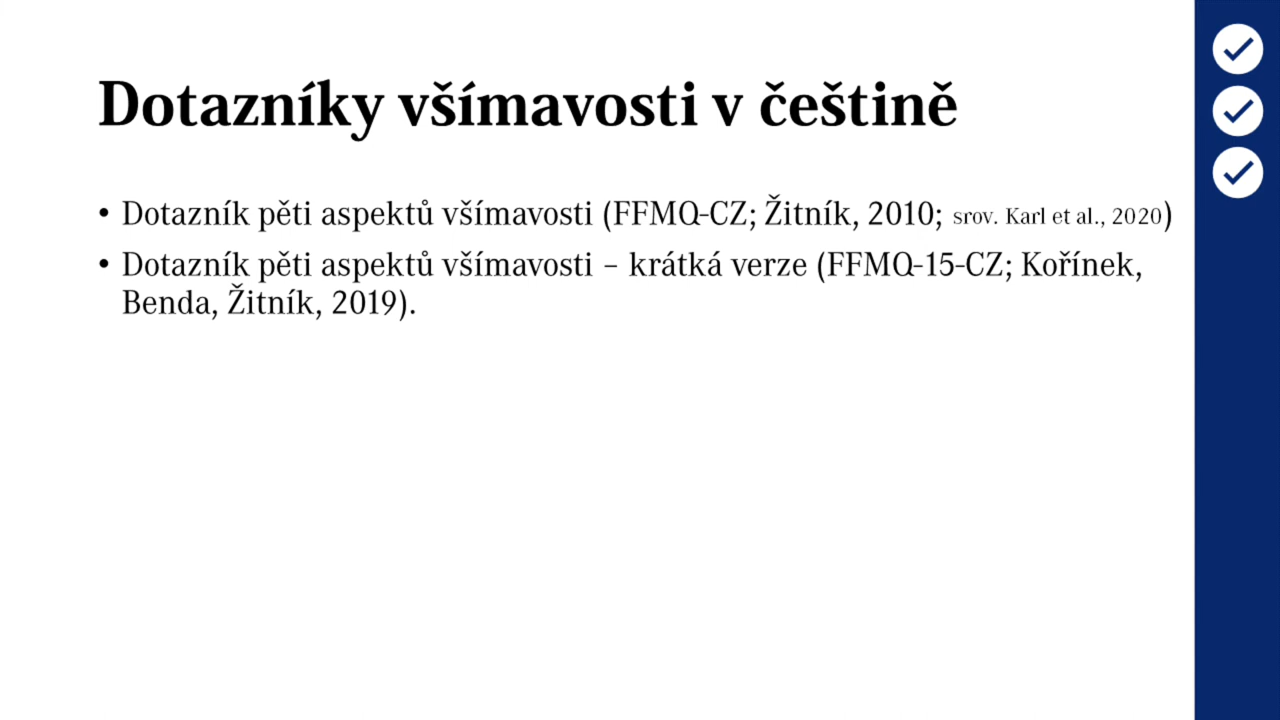 Dotazníky všímavosti v češtině
• Dotazník pěti aspektů všímavosti (FFMQ-CZ; Žitník, 2010; srov. Karl et al., 2020)
• Dotazník pěti aspektů všímavosti – krátká verze (FFMQ-15-CZ; Kořínek,
Benda, Žitník, 2019).